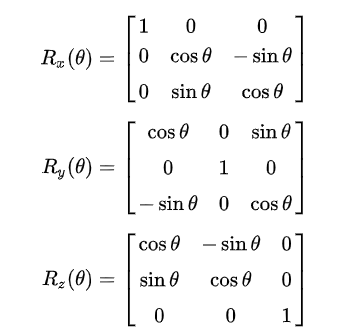 R_x(θ) = [ 1 0 0
0 cos θ − sin θ
0 sin θ cos θ ]
R_y(θ) = [ cos θ 0 sin θ
0 1 0
− sin θ 0 cos θ ]
R_z(θ) = [ cos θ − sin θ 0
sin θ cos θ 0
0 0 1 ]